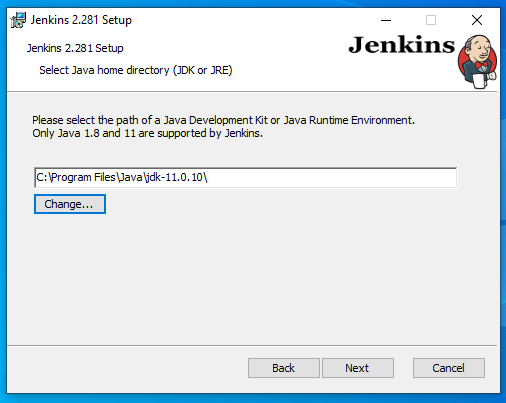 Jenkins 2.281 Setup
Jenkins 2.281 Setup
Jenkins
Select Java home directory (JDK or JRE)
Please select the path of a Java Development Kit or Java Runtime Environment.
Only Java 1.8 and 11 are supported by Jenkins.
C:\Program Files\Java\jdk-11.0.10\
Change...
Back
Next
Cancel